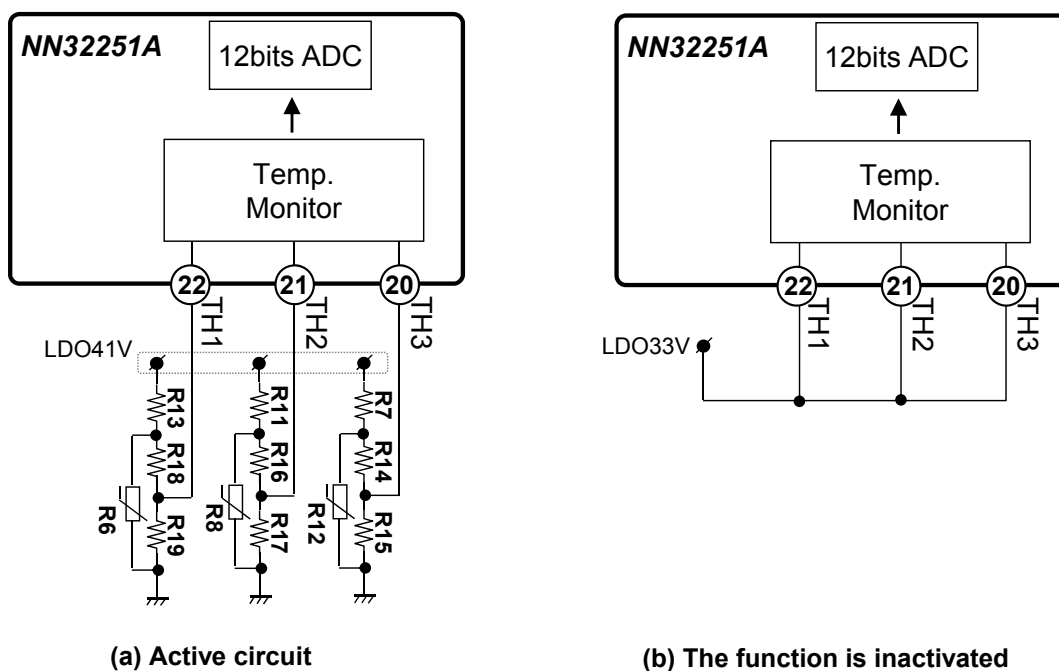 NN32251A
12bits ADC
Temp.
Monitor
22
21
20
TH1
TH2
TH3
LDO41V
R13
R11
R7
R18
R16
R14
R6
R8
R12
R19
R17
R15
(a) Active circuit
NN32251A
12bits ADC
Temp.
Monitor
22
21
20
TH1
TH2
TH3
LDO33V
(b) The function is inactivated